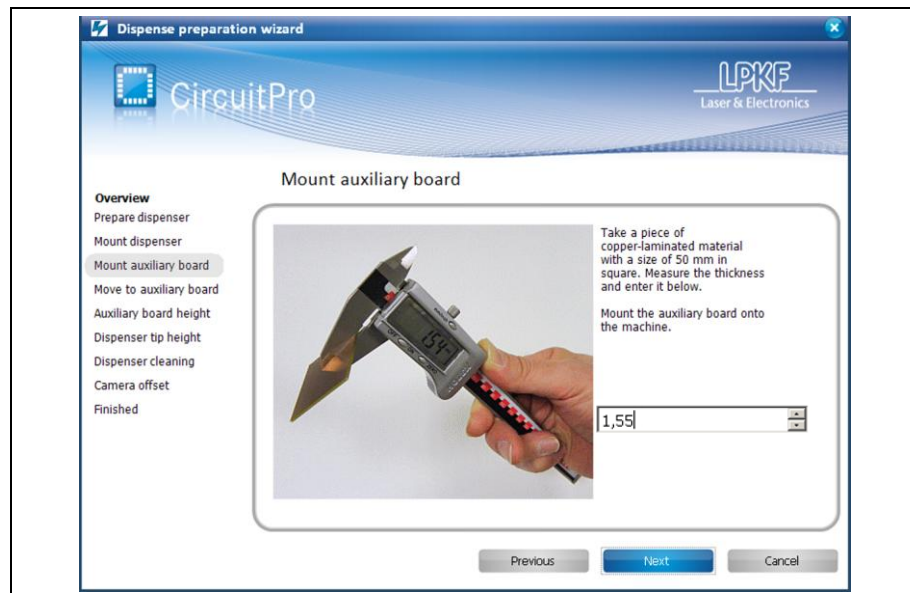 Dispense preparation wizard
CircuitPro
LPKF
Laser & Electronics
Mount auxiliary board
Overview
Prepare dispenser
Mount dispenser
Mount auxiliary board
Move to auxiliary board
Auxiliary board height
Dispenser tip height
Dispenser cleaning
Camera offset
Finished
Take a piece of
copper-laminated material
with a size of 50 mm in
square. Measure the thickness
and enter it below.
Mount the auxiliary board onto
the machine.
1,55
Previous
Next
Cancel